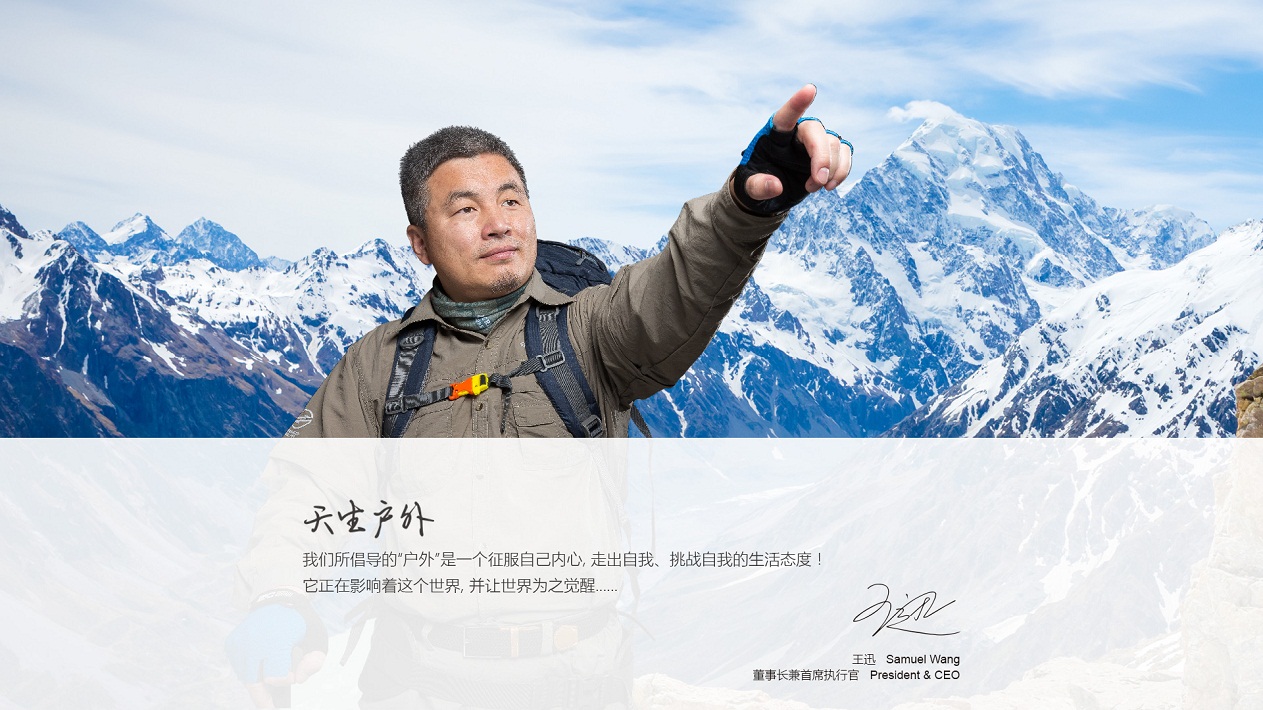 天生户外
我们所倡导的“户外”是一个征服自己内心, 走出自我、挑战自我的生活态度！
它正在影响着这个世界, 并让世界为之觉醒......
王迅
王迅 Samuel Wang
董事长兼首席执行官 President & CEO